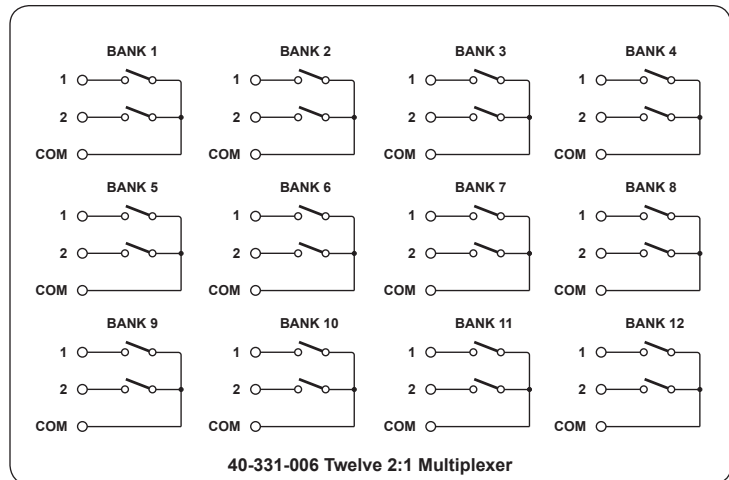 BANK 1 BANK 2 BANK 3 BANK 4
1 1 1 1
2 2 2 2
COM COM COM COM
BANK 5 BANK 6 BANK 7 BANK 8
1 1 1 1
2 2 2 2
COM COM COM COM
BANK 9 BANK 10 BANK 11 BANK 12
1 1 1 1
2 2 2 2
COM COM COM COM
40-331-006 Twelve 2:1 Multiplexer